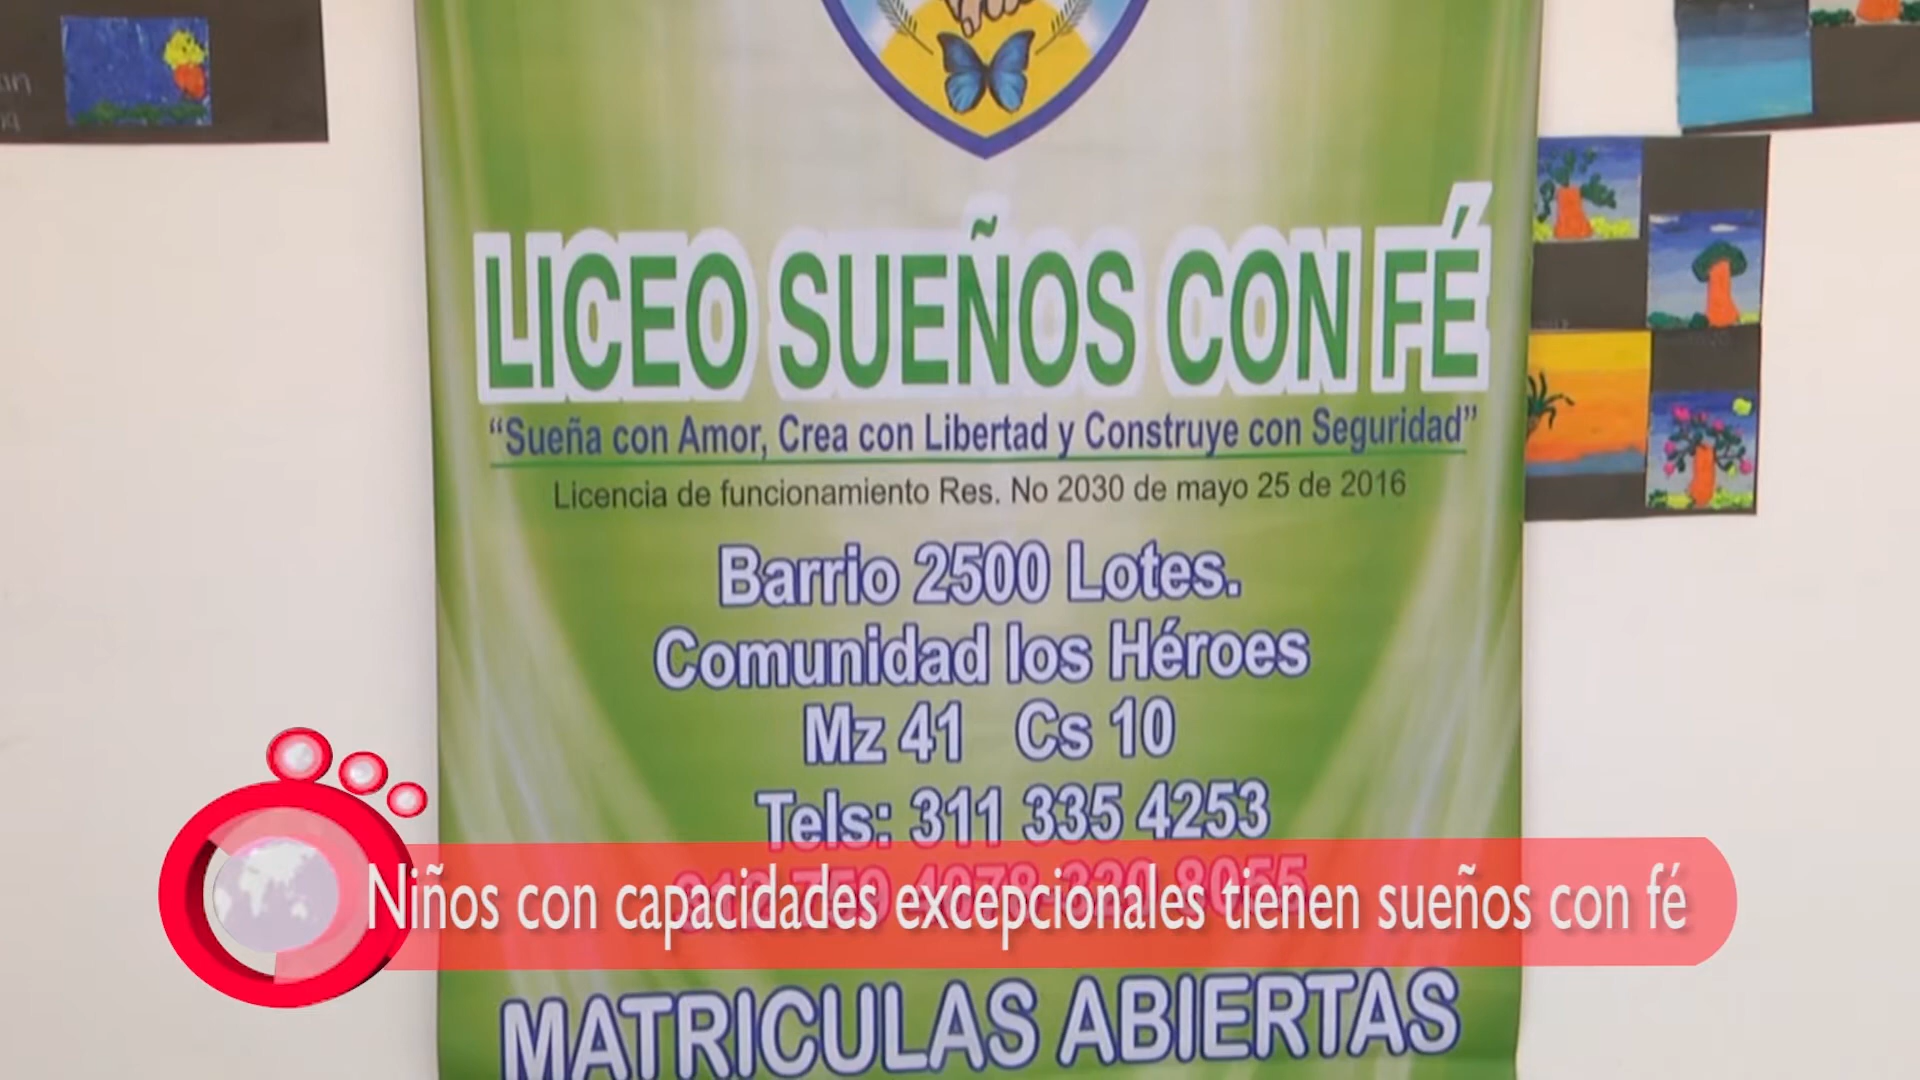 LICEO SUEÑOS CON FÉ
“Sueña con Amor, Crea con Libertad y Construye con Seguridad”
Licencia de funcionamiento Res. No 2030 de mayo 25 de 2016
Barrio 2500 Lotes.
Comunidad los Héroes
Mz 41 Cs 10
Tels: 311 335 4253
Niños con capacidades excepcionales tienen sueños con fé
MATRICULAS ABIERTAS